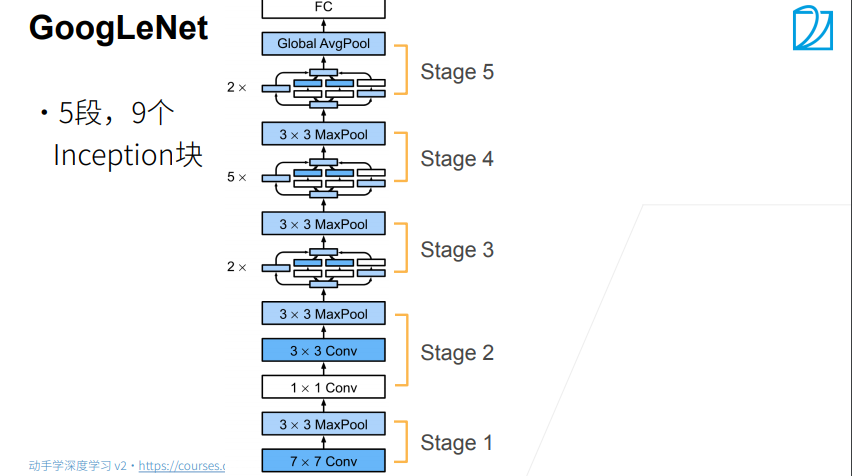 GoogLeNet
• 5段，9个
Inception块
FC
Global AvgPool
Stage 5
2 ×
3 × 3 MaxPool
Stage 4
5 ×
3 × 3 MaxPool
Stage 3
2 ×
3 × 3 MaxPool
3 × 3 Conv
Stage 2
1 × 1 Conv
3 × 3 MaxPool
Stage 1
7 × 7 Conv
动手学深度学习 v2 • https://courses.